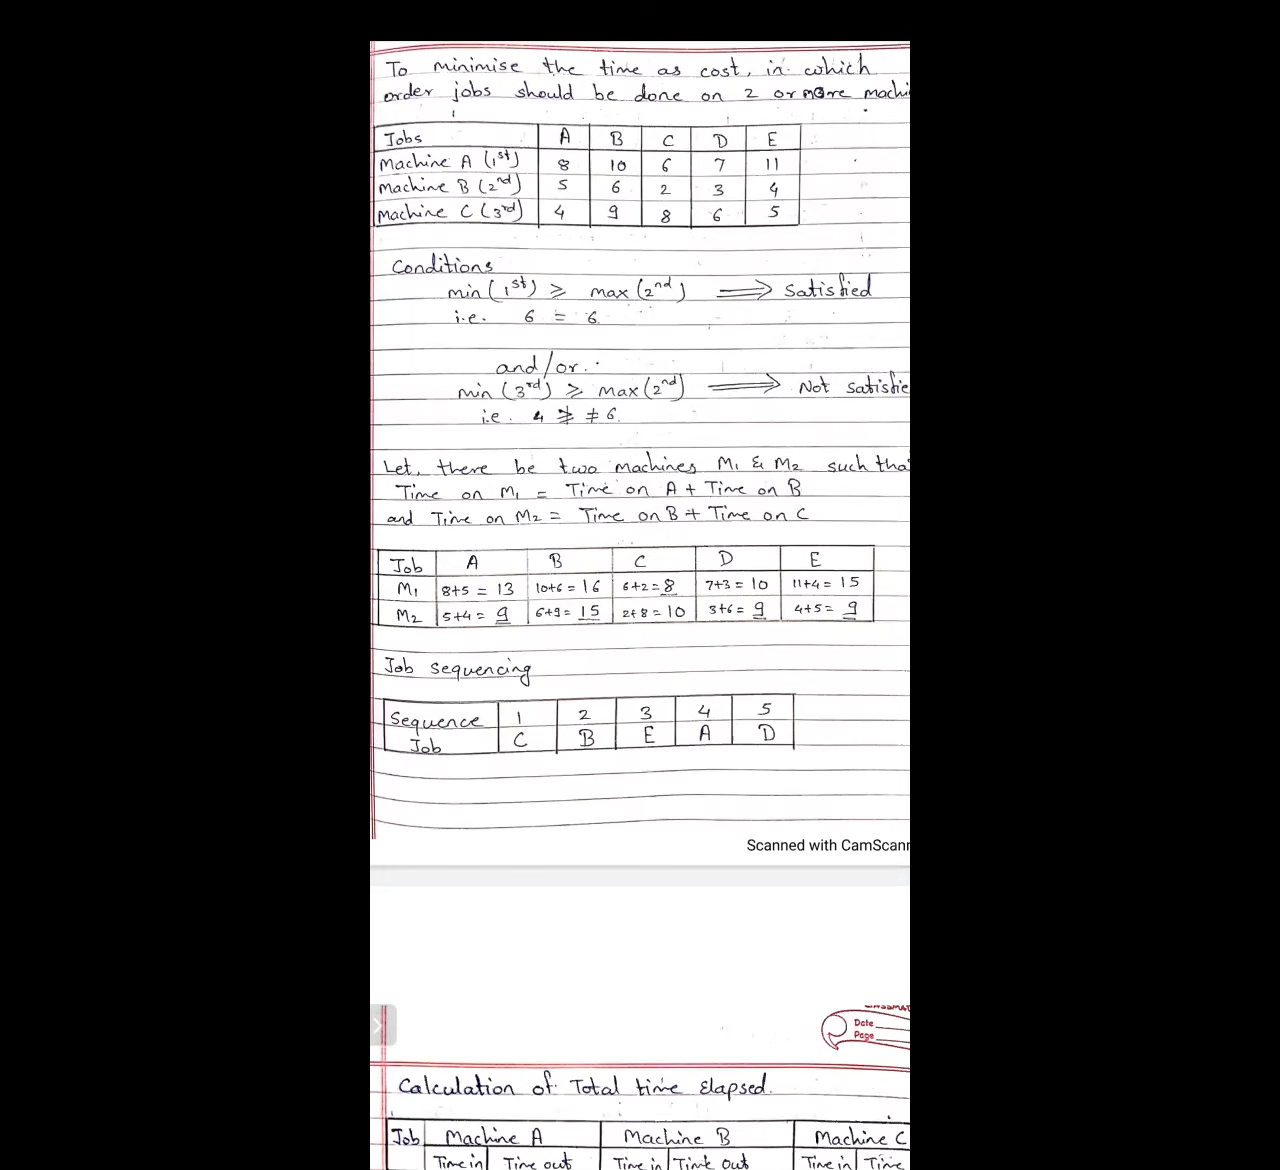 To minimise the time as cost, in which
order jobs should be done on 2 or more machi
Jobs A B C D E
Machine A (1st) 8 10 6 7 11
Machine B (2nd) 5 6 2 3 4
Machine C (3rd) 4 9 8 6 5
Conditions
min (1st) ⩾ max (2nd) ⟹ Satisfied
i.e. 6 = 6.
and/or.
min (3rd) ⩾ max (2nd) ⟹ Not satisfie
i.e. 4 ≱ ≠ 6.
Let, there be two machines M1 & M2 such tha
Time on M1 = Time on A + Time on B
and Time on M2 = Time on B + Time on C
Job A B C D E
M1 8+5 = 13 10+6 = 16 6+2 = 8 7+3 = 10 11+4 = 15
M2 5+4 = 9 6+9 = 15 2+8 = 10 3+6 = 9 4+5 = 9
Job sequencing
Sequence 1 2 3 4 5
Job C B E A D
Scanned with CamScann
Date
Page
Calculation of Total time Elapsed.
Job Machine A Machine B Machine C
Time in Time out Time in Time out Time in Time